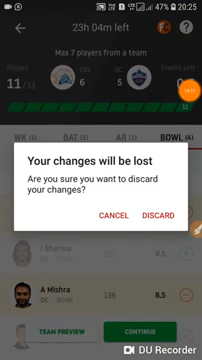 20:25
23h 04m left
Max 7 players from a team
Players
Credits Left
11/11
CSK
6
DC
5
11
WK (1) BAT (5) AR (1) BOWL (4)
Your changes will be lost
Are you sure you want to discard
your changes?
CANCEL DISCARD
I Sharma
DC BOWL
8.5
A Mishra
DC BOWL
136
8.5
TEAM PREVIEW CONTINUE
DU Recorder